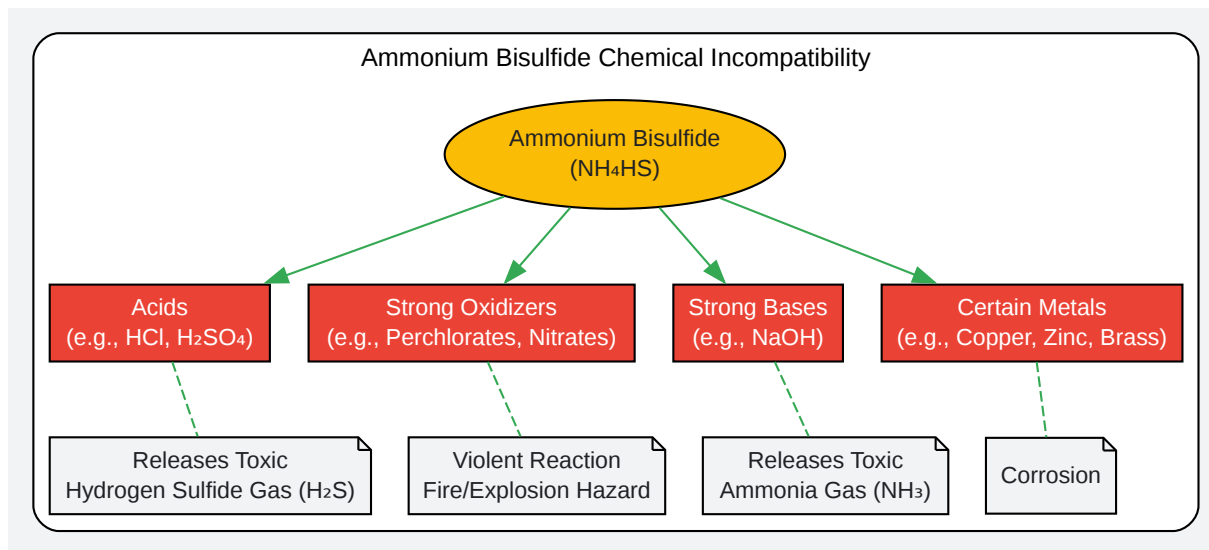 Ammonium Bisulfide Chemical Incompatibility
Ammonium Bisulfide
(NH₄HS)
Acids
(e.g., HCl, H₂SO₄)
Strong Oxidizers
(e.g., Perchlorates, Nitrates)
Strong Bases
(e.g., NaOH)
Certain Metals
(e.g., Copper, Zinc, Brass)
Releases Toxic
Hydrogen Sulfide Gas (H₂S)
Violent Reaction
Fire/Explosion Hazard
Releases Toxic
Ammonia Gas (NH₃)
Corrosion